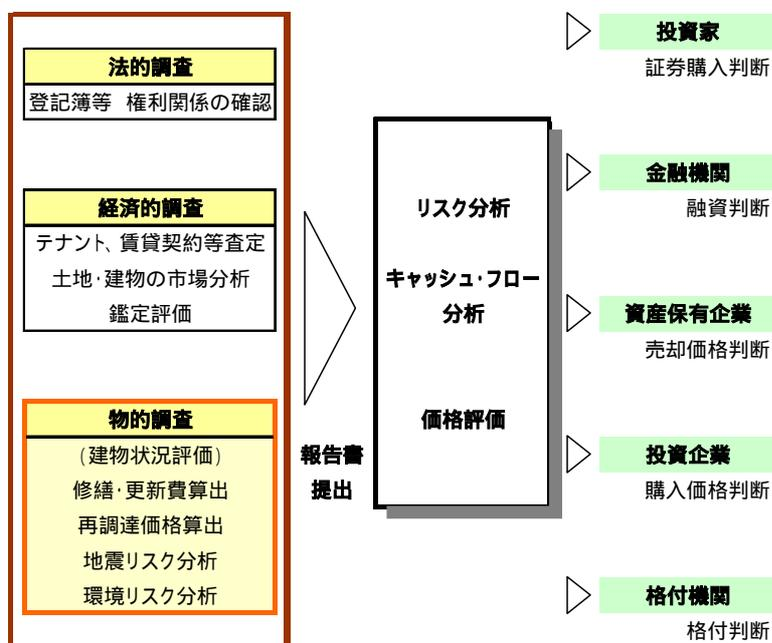 法的調査
登記簿等 権利関係の確認
経済的調査
テナント、賃貸契約等査定
土地・建物の市場分析
鑑定評価
物的調査
(建物状況評価)
修繕・更新費算出
再調達価格算出
地震リスク分析
環境リスク分析
報告書
提出
リスク分析
キャッシュ・フロー
分析
価格評価
投資家
証券購入判断
金融機関
融資判断
資産保有企業
売却価格判断
投資企業
購入価格判断
格付機関
格付判断